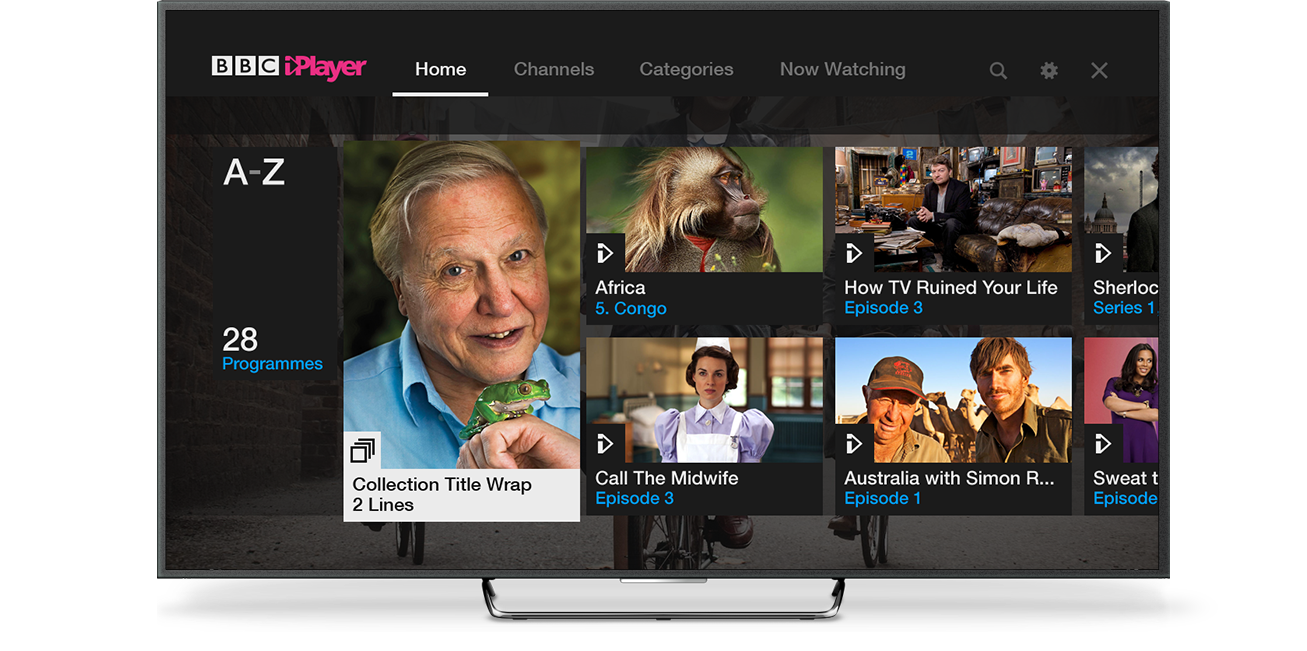 BBC iPlayer
Home
Channels
Categories
Now Watching
A-Z
28
Programmes
Collection Title Wrap
2 Lines
Africa
5. Congo
How TV Ruined Your Life
Episode 3
Sherloc
Series 1
Call The Midwife
Episode 3
Australia with Simon R...
Episode 1
Sweat t
Episode